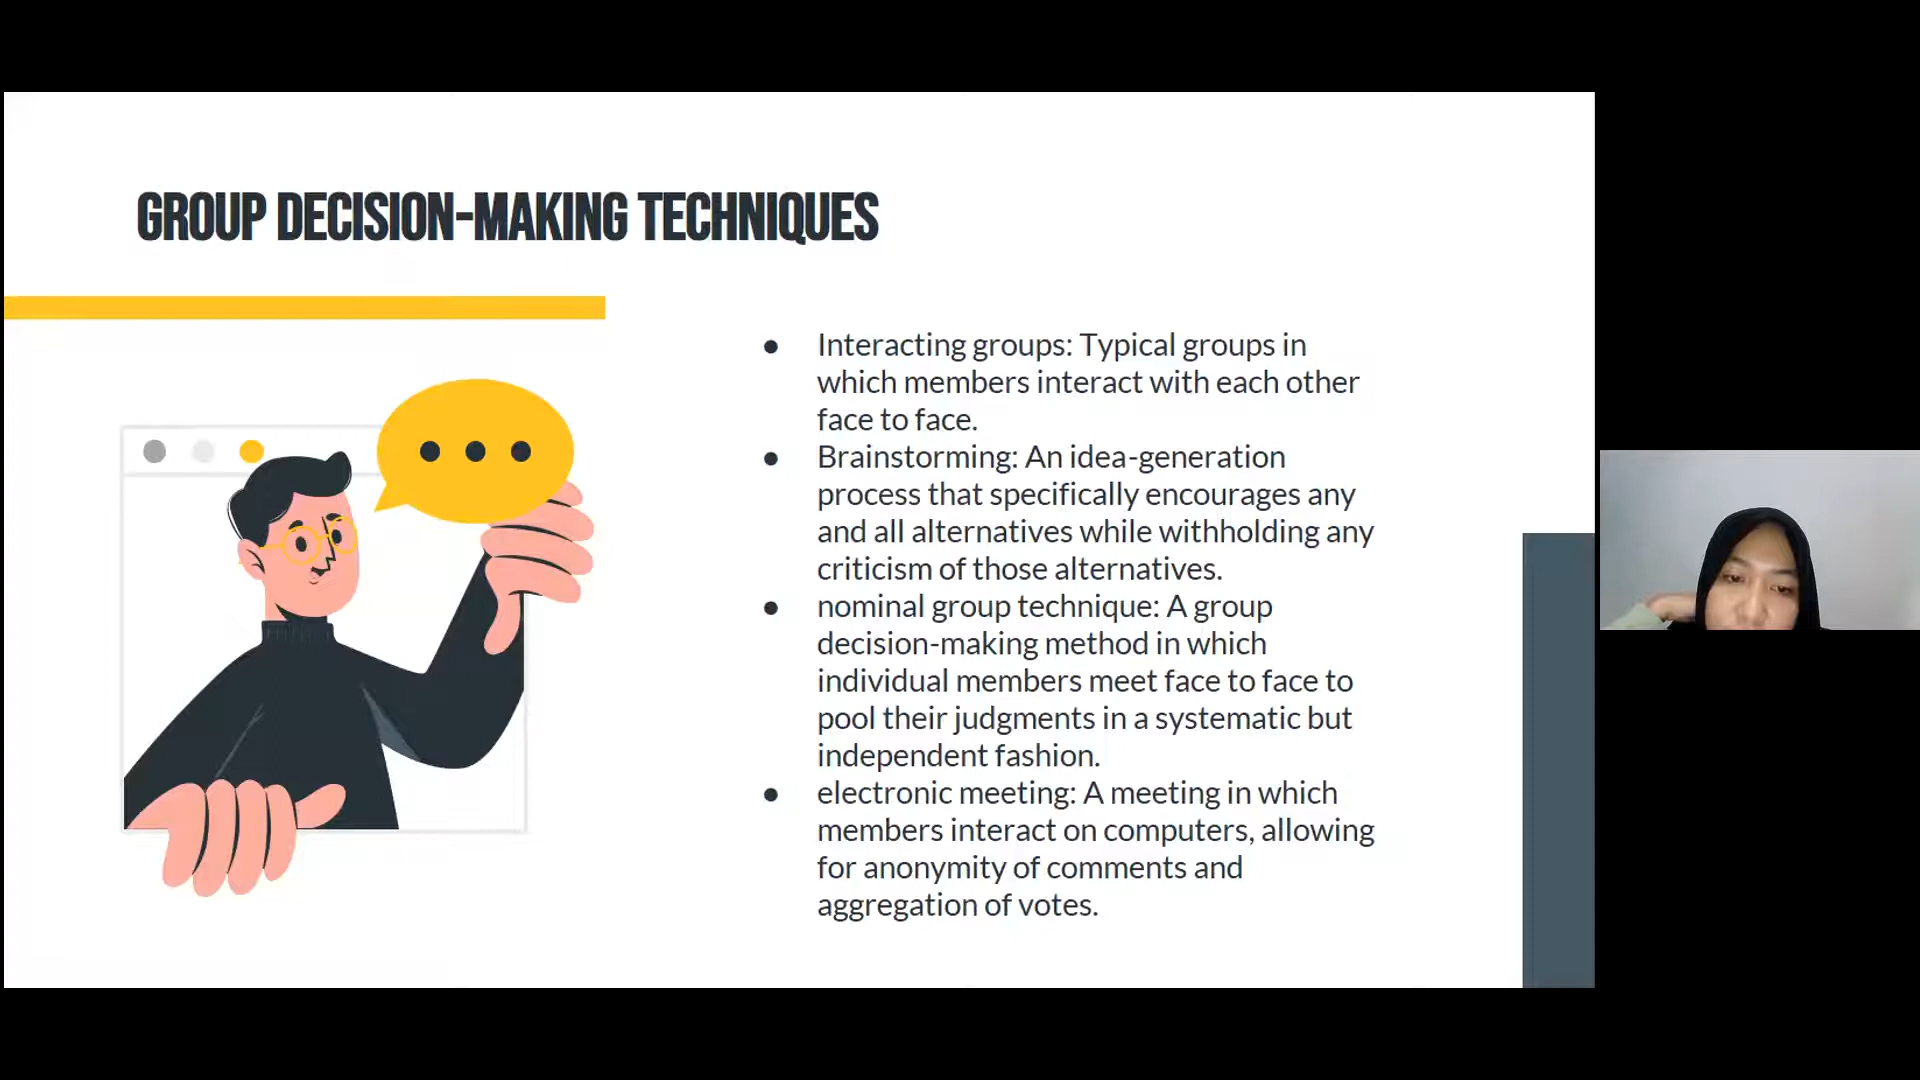 GROUP DECISION-MAKING TECHNIQUES
● Interacting groups: Typical groups in
which members interact with each other
face to face.
● Brainstorming: An idea-generation
process that specifically encourages any
and all alternatives while withholding any
criticism of those alternatives.
● nominal group technique: A group
decision-making method in which
individual members meet face to face to
pool their judgments in a systematic but
independent fashion.
● electronic meeting: A meeting in which
members interact on computers, allowing
for anonymity of comments and
aggregation of votes.